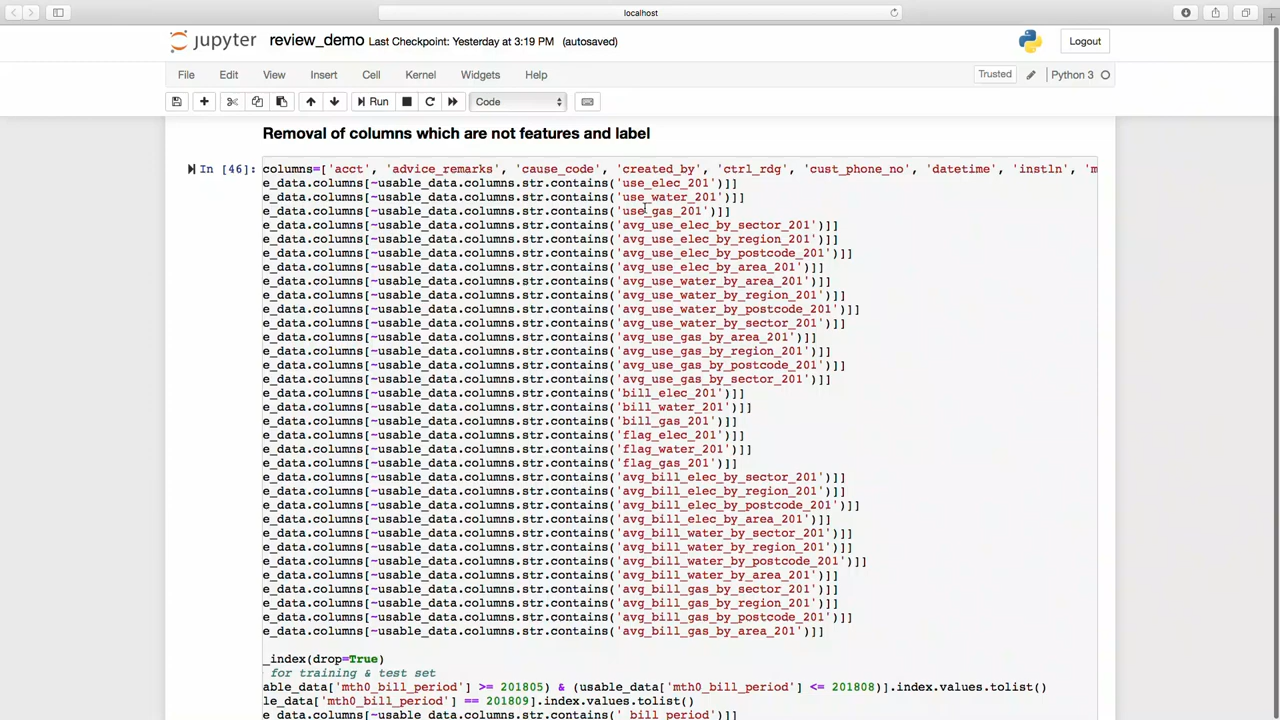 localhost
jupyter review_demo Last Checkpoint: Yesterday at 3:19 PM (autosaved) Logout
File Edit View Insert Cell Kernel Widgets Help Trusted Python 3
Run Code
Removal of columns which are not features and label
In [46]: columns=['acct', 'advice_remarks', 'cause_code', 'created_by', 'ctrl_rdg', 'cust_phone_no', 'datetime', 'instln', 'm
e_data.columns[~usable_data.columns.str.contains('use_elec_201')]]
e_data.columns[~usable_data.columns.str.contains('use_water_201')]]
e_data.columns[~usable_data.columns.str.contains('use_gas_201')]]
e_data.columns[~usable_data.columns.str.contains('avg_use_elec_by_sector_201')]]
e_data.columns[~usable_data.columns.str.contains('avg_use_elec_by_region_201')]]
e_data.columns[~usable_data.columns.str.contains('avg_use_elec_by_postcode_201')]]
e_data.columns[~usable_data.columns.str.contains('avg_use_elec_by_area_201')]]
e_data.columns[~usable_data.columns.str.contains('avg_use_water_by_area_201')]]
e_data.columns[~usable_data.columns.str.contains('avg_use_water_by_region_201')]]
e_data.columns[~usable_data.columns.str.contains('avg_use_water_by_postcode_201')]]
e_data.columns[~usable_data.columns.str.contains('avg_use_water_by_sector_201')]]
e_data.columns[~usable_data.columns.str.contains('avg_use_gas_by_area_201')]]
e_data.columns[~usable_data.columns.str.contains('avg_use_gas_by_region_201')]]
e_data.columns[~usable_data.columns.str.contains('avg_use_gas_by_postcode_201')]]
e_data.columns[~usable_data.columns.str.contains('avg_use_gas_by_sector_201')]]
e_data.columns[~usable_data.columns.str.contains('bill_elec_201')]]
e_data.columns[~usable_data.columns.str.contains('bill_water_201')]]
e_data.columns[~usable_data.columns.str.contains('bill_gas_201')]]
e_data.columns[~usable_data.columns.str.contains('flag_elec_201')]]
e_data.columns[~usable_data.columns.str.contains('flag_water_201')]]
e_data.columns[~usable_data.columns.str.contains('flag_gas_201')]]
e_data.columns[~usable_data.columns.str.contains('avg_bill_elec_by_sector_201')]]
e_data.columns[~usable_data.columns.str.contains('avg_bill_elec_by_region_201')]]
e_data.columns[~usable_data.columns.str.contains('avg_bill_elec_by_postcode_201')]]
e_data.columns[~usable_data.columns.str.contains('avg_bill_elec_by_area_201')]]
e_data.columns[~usable_data.columns.str.contains('avg_bill_water_by_sector_201')]]
e_data.columns[~usable_data.columns.str.contains('avg_bill_water_by_region_201')]]
e_data.columns[~usable_data.columns.str.contains('avg_bill_water_by_postcode_201')]]
e_data.columns[~usable_data.columns.str.contains('avg_bill_water_by_area_201')]]
e_data.columns[~usable_data.columns.str.contains('avg_bill_gas_by_sector_201')]]
e_data.columns[~usable_data.columns.str.contains('avg_bill_gas_by_region_201')]]
e_data.columns[~usable_data.columns.str.contains('avg_bill_gas_by_postcode_201')]]
e_data.columns[~usable_data.columns.str.contains('avg_bill_gas_by_area_201')]]
_index(drop=True)
for training & test set
able_data['mth0_bill_period'] >= 201805) & (usable_data['mth0_bill_period'] <= 201808)].index.values.tolist()
le_data['mth0_bill_period'] == 201809].index.values.tolist()
e_data.columns[~usable_data.columns.str.contains('_bill_period')]]